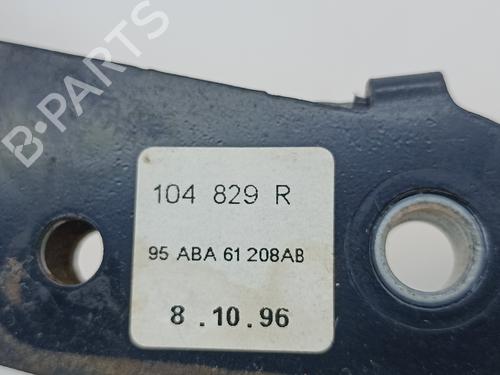 B-PARTS
104 829 R
95 ABA 61 208AB
8 . 10 . 96